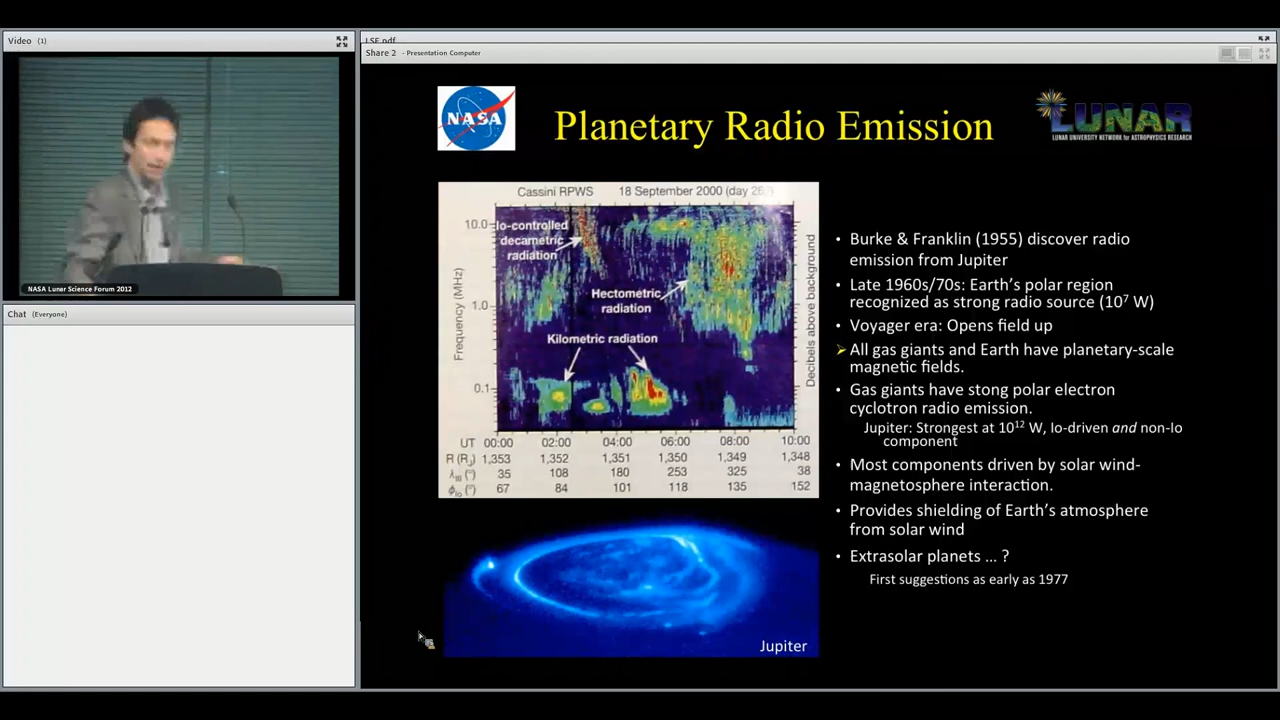 Video (1)
LSE.pdf
Share 2 - Presentation Computer
NASA Lunar Science Forum 2012
Chat (Everyone)
NASA
Planetary Radio Emission
LUNAR
LUNAR UNIVERSITY NETWORK for ASTROPHYSICS RESEARCH
Cassini RPWS 18 September 2000 (day
Frequency (MHz)
10.0
1.0
0.1
Io-controlled
decametric
radiation
Hectometric
radiation
Kilometric radiation
Decibels above background
UT 00:00 02:00 04:00 06:00 08:00 10:00
R (RJ) 1,353 1,352 1,351 1,350 1,349 1,348
λIII (°) 35 108 180 253 325 38
ϕIo (°) 67 84 101 118 135 152
Jupiter
• Burke & Franklin (1955) discover radio
emission from Jupiter
• Late 1960s/70s: Earth's polar region
recognized as strong radio source (10⁷ W)
• Voyager era: Opens field up
➢ All gas giants and Earth have planetary-scale
magnetic fields.
• Gas giants have stong polar electron
cyclotron radio emission.
Jupiter: Strongest at 10¹² W, Io-driven and non-Io
component
• Most components driven by solar wind-
magnetosphere interaction.
• Provides shielding of Earth's atmosphere
from solar wind
• Extrasolar planets ... ?
First suggestions as early as 1977